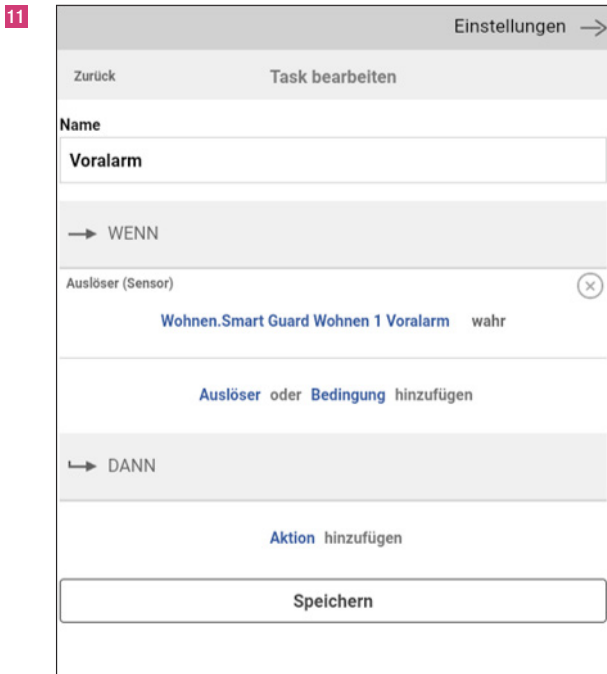 11
Einstellungen
Zurück Task bearbeiten
Name
Voralarm
WENN
Auslöser (Sensor)
Wohnen.Smart Guard Wohnen 1 Voralarm wahr
Auslöser oder Bedingung hinzufügen
DANN
Aktion hinzufügen
Speichern